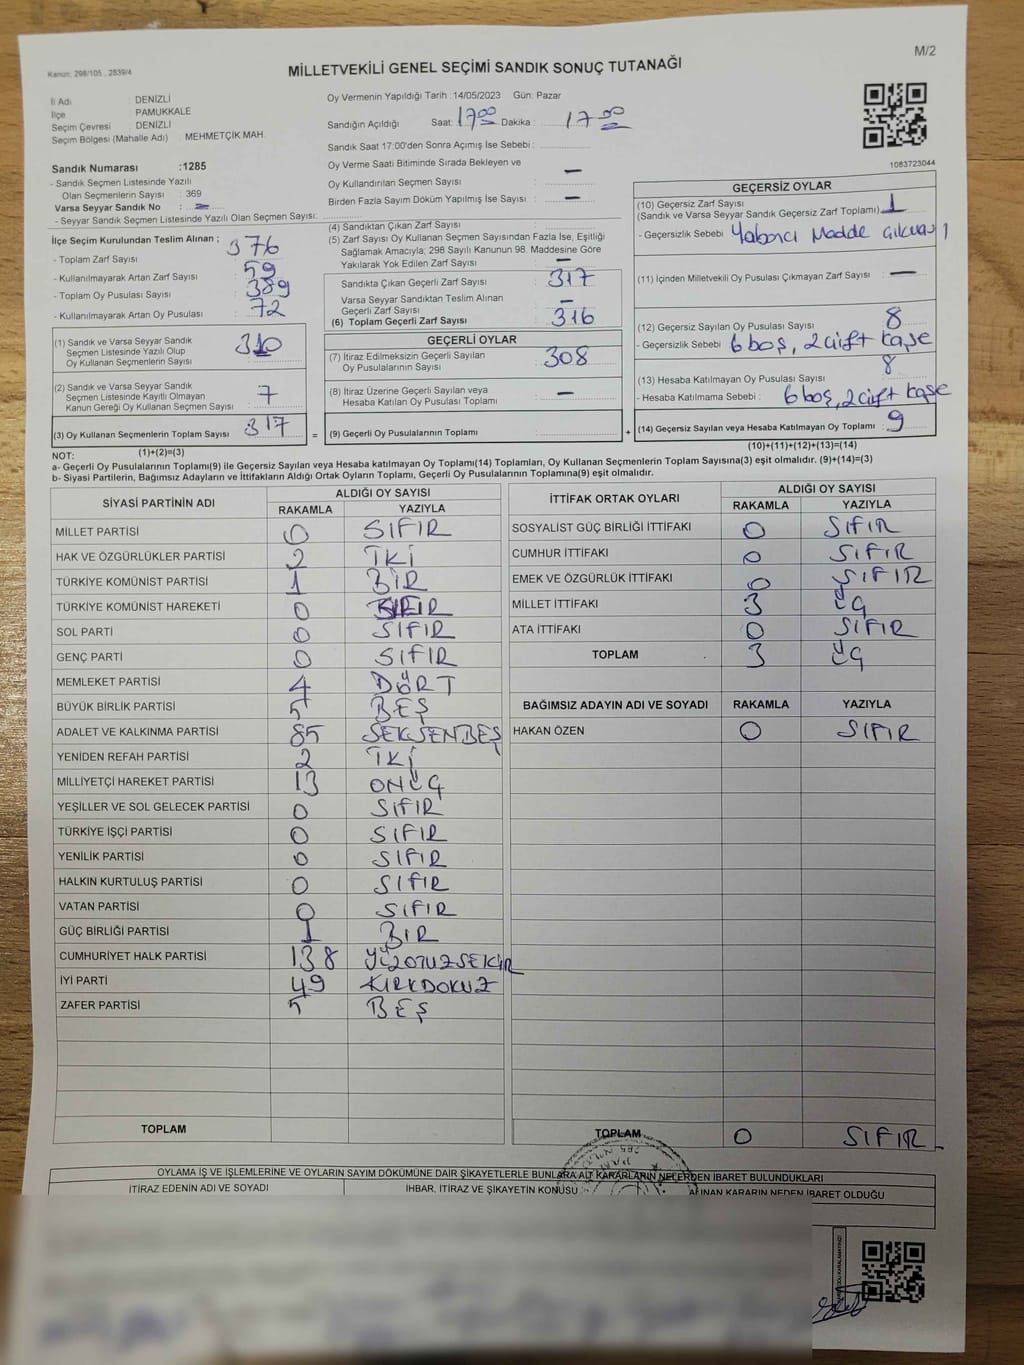 M/2
Kanun: 298/105 , 2839/4
MİLLETVEKİLİ GENEL SEÇİMİ SANDIK SONUÇ TUTANAĞI
İl Adı : DENİZLİ
İlçe : PAMUKKALE
Seçim Çevresi : DENİZLİ
Seçim Bölgesi (Mahalle Adı) MEHMETÇİK MAH.
Sandık Numarası :1285
- Sandık Seçmen Listesinde Yazılı
Olan Seçmenlerin Sayısı : 369
Varsa Seyyar Sandık No : –
- Seyyar Sandık Seçmen Listesinde Yazılı Olan Seçmen Sayısı:
Oy Vermenin Yapıldığı Tarih :14/05/2023 Gün: Pazar
Sandığın Açıldığı Saat: 17 00 Dakika : 17 00
Sandık Saat 17:00'den Sonra Açımış İse Sebebi :
Oy Verme Saati Bitiminde Sırada Bekleyen ve
Oy Kullandırılan Seçmen Sayısı : –
Birden Fazla Sayım Döküm Yapılmış İse Sayısı : –
1083723044
İlçe Seçim Kurulundan Teslim Alınan ;
- Toplam Zarf Sayısı : 376
- Kullanılmayarak Artan Zarf Sayısı : 59
- Toplam Oy Pusulası Sayısı : 389
- Kullanılmayarak Artan Oy Pusulası : 72
(1) Sandık ve Varsa Seyyar Sandık
Seçmen Listesinde Yazılı Olup
Oy Kullanan Seçmenlerin Sayısı : 310
(2) Sandık ve Varsa Seyyar Sandık
Seçmen Listesinde Kayıtlı Olmayan
Kanun Gereği Oy Kullanan Seçmen Sayısı : 7
(3) Oy Kullanan Seçmenlerin Toplam Sayısı : 317
(1)+(2)=(3)
(4) Sandıktan Çıkan Zarf Sayısı :
(5) Zarf Sayısı Oy Kullanan Seçmen Sayısından Fazla İse, Eşitliği
Sağlamak Amacıyla; 298 Sayılı Kanunun 98. Maddesine Göre
Yakılarak Yok Edilen Zarf Sayısı : –
Sandıkta Çıkan Geçerli Zarf Sayısı : 317
Varsa Seyyar Sandıktan Teslim Alınan
Geçerli Zarf Sayısı : –
(6) Toplam Geçerli Zarf Sayısı : 316
GEÇERLİ OYLAR
(7) İtiraz Edilmeksizin Geçerli Sayılan
Oy Pusulalarının Sayısı : 308
(8) İtiraz Üzerine Geçerli Sayılan veya
Hesaba Katılan Oy Pusulası Toplamı : –
= (9) Geçerli Oy Pusulalarının Toplamı : +
GEÇERSİZ OYLAR
(10) Geçersiz Zarf Sayısı
(Sandık ve Varsa Seyyar Sandık Geçersiz Zarf Toplamı) : 1
- Geçersizlik Sebebi : Yabancı Madde
(11) İçinden Milletvekili Oy Pusulası Çıkmayan Zarf Sayısı : –
(12) Geçersiz Sayılan Oy Pusulası Sayısı : 8
- Geçersizlik Sebebi : 6 boş, 2 çift kaşe
(13) Hesaba Katılmayan Oy Pusulası Sayısı : 8
- Hesaba Katılmama Sebebi : 6 boş, 2 çift kaşe
(14) Geçersiz Sayılan veya Hesaba Katılmayan Oy Toplamı : 9
(10)+(11)+(12)+(13)=(14)
NOT:
a- Geçerli Oy Pusulalarının Toplamı(9) ile Geçersiz Sayılan veya Hesaba katılmayan Oy Toplamı(14) Toplamları, Oy Kullanan Seçmenlerin Toplam Sayısına(3) eşit olmalıdır. (9)+(14)=(3)
b- Siyasi Partilerin, Bağımsız Adayların ve İttifakların Aldığı Ortak Oyların Toplamı, Geçerli Oy Pusulalarının Toplamına(9) eşit olmalıdır.
SİYASİ PARTİNİN ADI ALDIĞI OY SAYISI
RAKAMLA YAZIYLA
MİLLET PARTİSİ 0 SIFIR
HAK VE ÖZGÜRLÜKLER PARTİSİ 2 İKİ
TÜRKİYE KOMÜNİST PARTİSİ 1 BİR
TÜRKİYE KOMÜNİST HAREKETİ 0
SOL PARTİ 0 SIFIR
GENÇ PARTİ 0 SIFIR
MEMLEKET PARTİSİ 4 DÖRT
BÜYÜK BİRLİK PARTİSİ 5 BEŞ
ADALET VE KALKINMA PARTİSİ 85 SEKSENBEŞ
YENİDEN REFAH PARTİSİ 2 İKİ
MİLLİYETÇİ HAREKET PARTİSİ 13 ONÜÇ
YEŞİLLER VE SOL GELECEK PARTİSİ 0 SIFIR
TÜRKİYE İŞÇİ PARTİSİ 0 SIFIR
YENİLİK PARTİSİ 0 SIFIR
HALKIN KURTULUŞ PARTİSİ 0 SIFIR
VATAN PARTİSİ 0 SIFIR
GÜÇ BİRLİĞİ PARTİSİ 1 BİR
CUMHURİYET HALK PARTİSİ 138 YÜZOTUZSEKİZ
İYİ PARTİ 49 KIRKDOKUZ
ZAFER PARTİSİ 5 BEŞ
TOPLAM
İTTİFAK ORTAK OYLARI ALDIĞI OY SAYISI
RAKAMLA YAZIYLA
SOSYALİST GÜÇ BİRLİĞİ İTTİFAKI 0 SIFIR
CUMHUR İTTİFAKI 0 SIFIR
EMEK VE ÖZGÜRLÜK İTTİFAKI 0 SIFIR
MİLLET İTTİFAKI 3 ÜÇ
ATA İTTİFAKI 0 SIFIR
TOPLAM 3 ÜÇ
BAĞIMSIZ ADAYIN ADI VE SOYADI RAKAMLA YAZIYLA
HAKAN ÖZEN 0 SIFIR
TOPLAM 0 SIFIR
OYLAMA İŞ VE İŞLEMLERİNE VE OYLARIN SAYIM DÖKÜMÜNE DAİR ŞİKAYETLERLE BUNLARA AİT KARARLARIN NELERDEN İBARET BULUNDUKLARI
İTİRAZ EDENİN ADI VE SOYADI İHBAR, İTİRAZ VE ŞİKAYETİN KONUSU ALINAN KARARIN NEDEN İBARET OLDUĞU